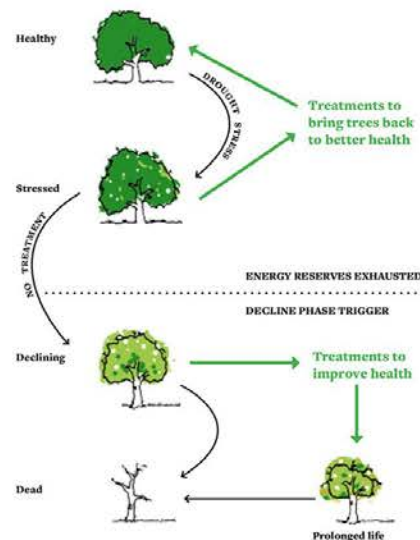 Healthy
DROUGHT STRESS
Treatments to
bring trees back
to better health
Stressed
NO TREATMENT
ENERGY RESERVES EXHAUSTED
DECLINE PHASE TRIGGER
Declining
Treatments to
improve health
Dead
Prolonged life